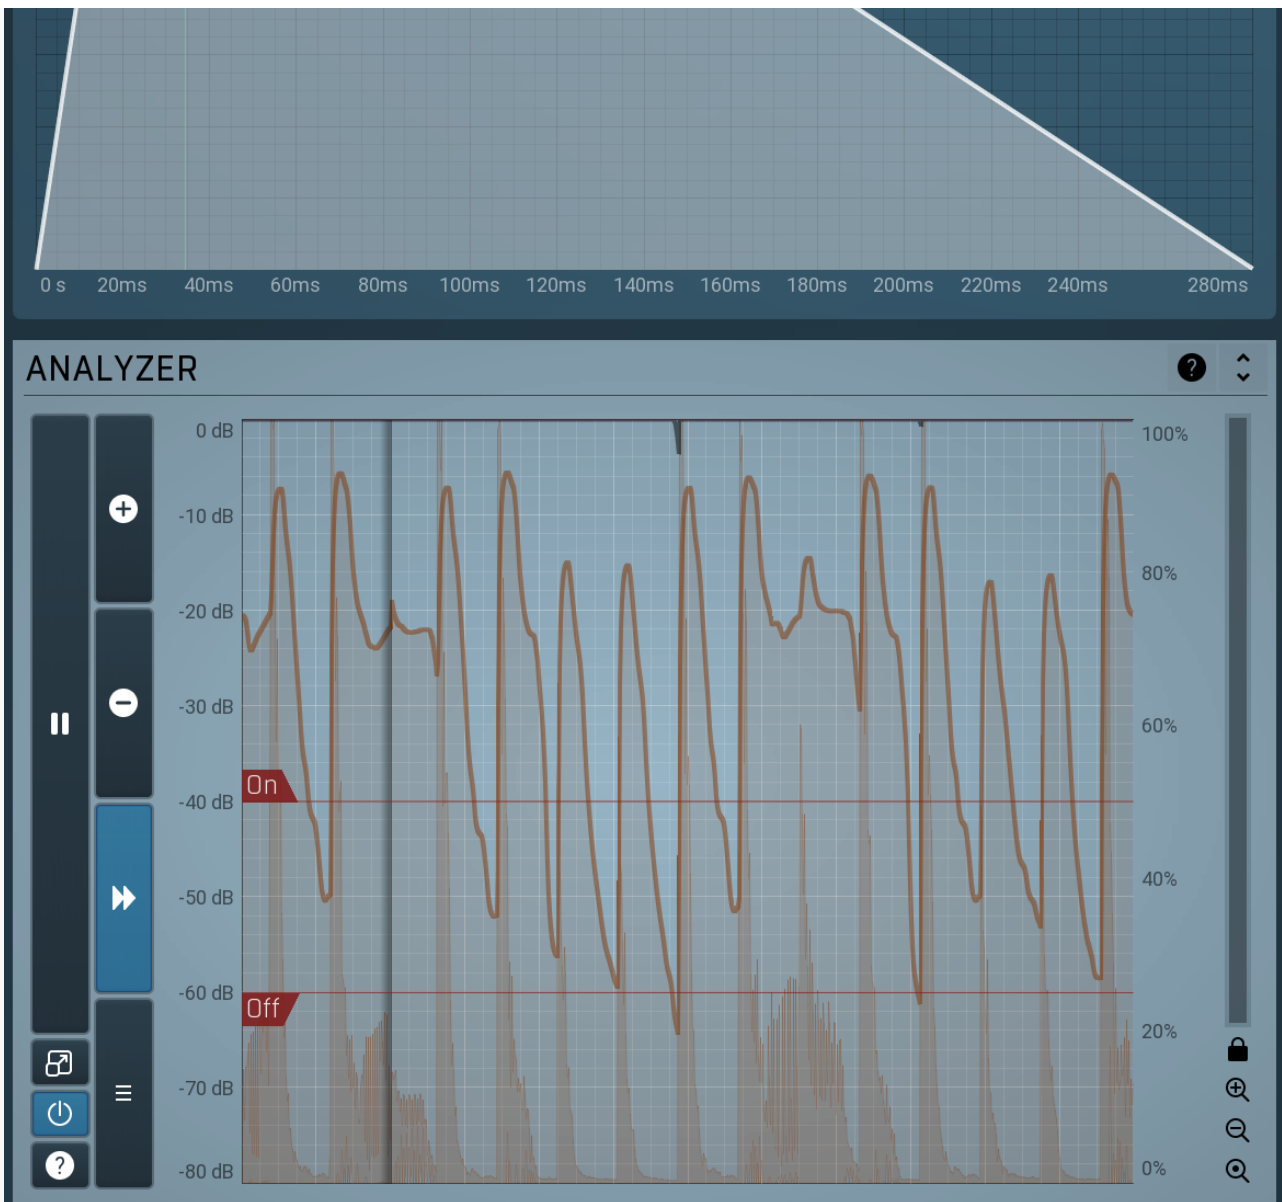 0 s 20ms 40ms 60ms 80ms 100ms 120ms 140ms 160ms 180ms 200ms 220ms 240ms 280ms
ANALYZER ?
0 dB 100%
-10 dB
80%
-20 dB
-30 dB
60%
On
-40 dB
40%
-50 dB
-60 dB
Off
20%
-70 dB
-80 dB 0%
?